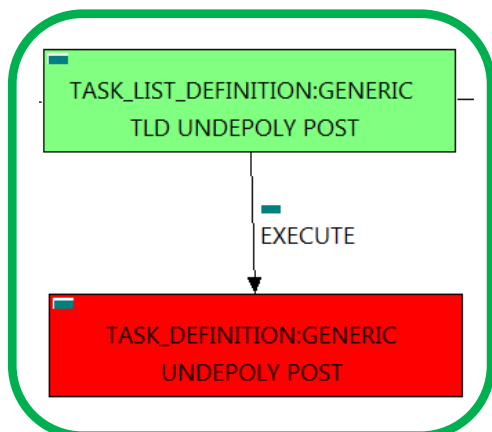 TASK_LIST_DEFINITION:GENERIC
TLD UNDEPOLY POST
EXECUTE
TASK_DEFINITION:GENERIC
UNDEPOLY POST